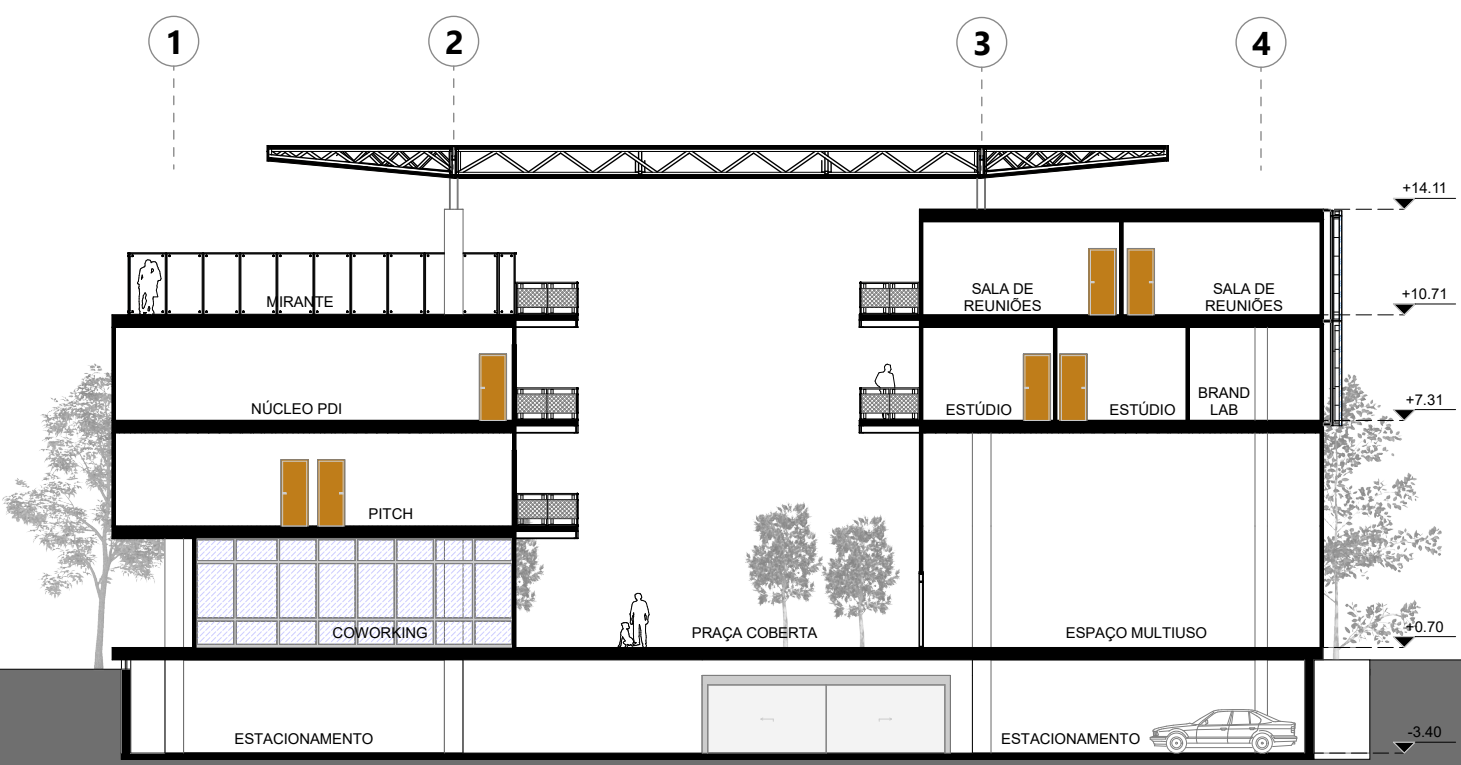 1
2
3
4
+14.11
MIRANTE
SALA DE
REUNIÕES
SALA DE
REUNIÕES
+10.71
NÚCLEO PDI
ESTÚDIO
ESTÚDIO
BRAND
LAB
+7.31
PITCH
COWORKING
PRAÇA COBERTA
ESPAÇO MULTIUSO
+0.70
ESTACIONAMENTO
ESTACIONAMENTO
-3.40